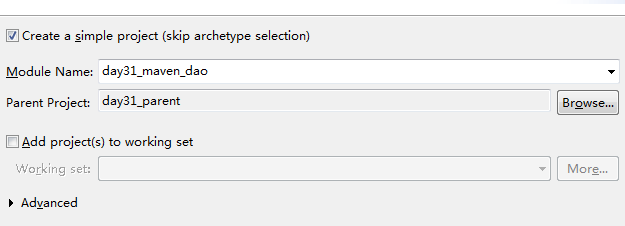 Create a simple project (skip archetype selection)
Module Name: day31_maven_dao
Parent Project: day31_parent Browse...
Add project(s) to working set
Working set: More...
Advanced